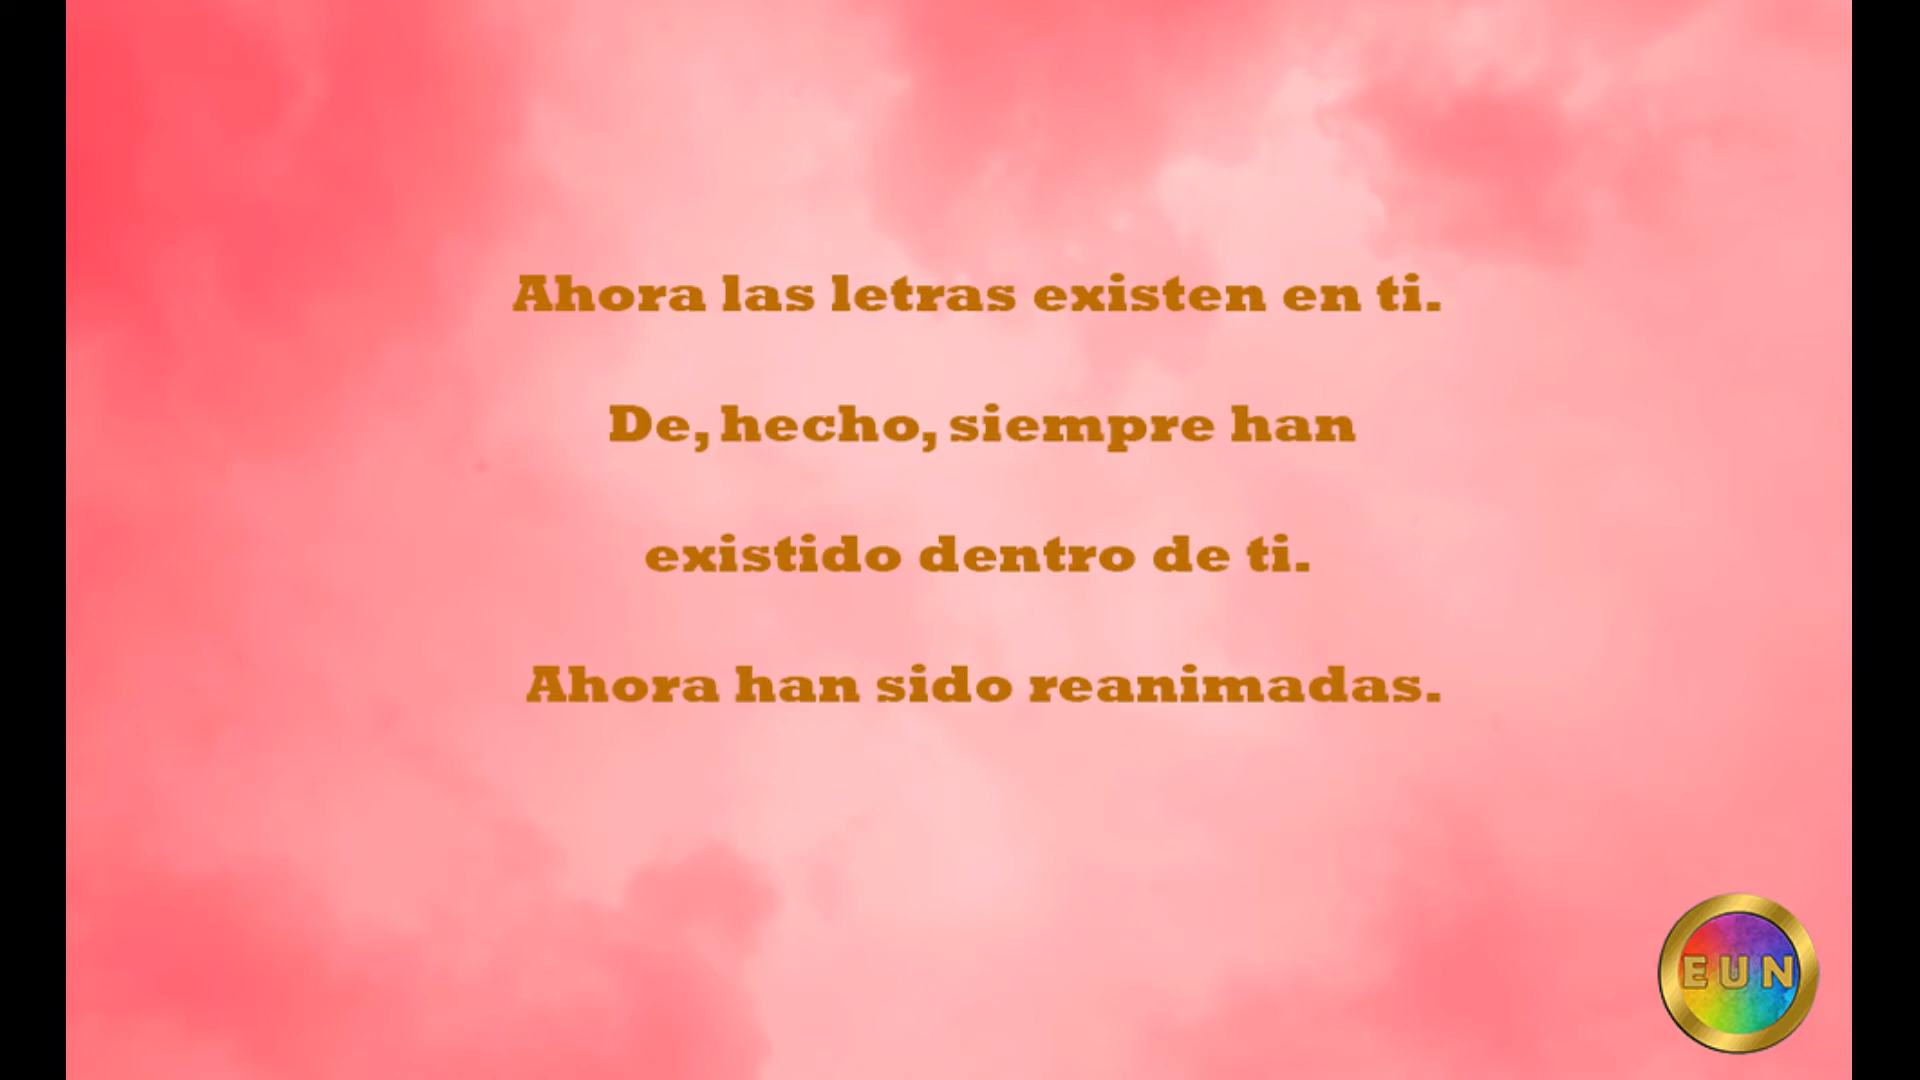 Ahora las letras existen en ti.
De, hecho, siempre han
existido dentro de ti.
Ahora han sido reanimadas.
EUN